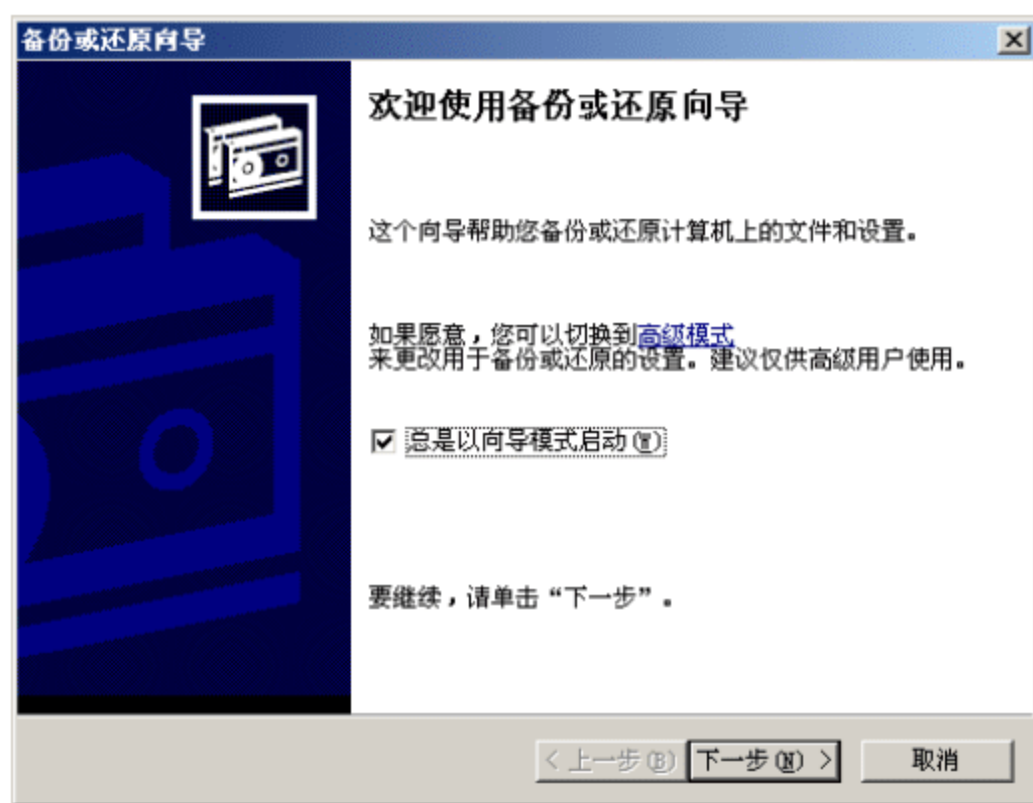 备份或还原向导
欢迎使用备份或还原向导
这个向导帮助您备份或还原计算机上的文件和设置。
如果愿意，您可以切换到高级模式
来更改用于备份或还原的设置。建议仅供高级用户使用。
总是以向导模式启动(W)
要继续，请单击“下一步”。
< 上一步(B) 下一步(N) > 取消